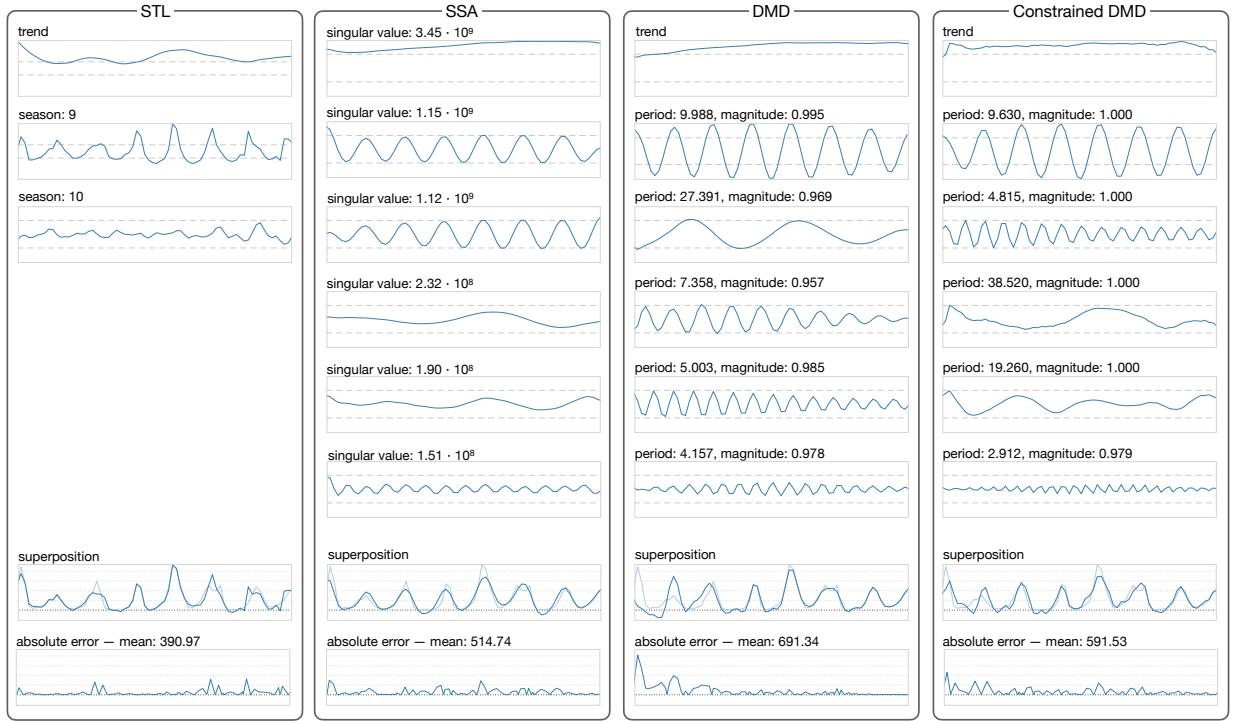 STL
trend
season: 9
season: 10
superposition
absolute error — mean: 390.97
SSA
singular value: 3.45 · 10⁹
singular value: 1.15 · 10⁹
singular value: 1.12 · 10⁹
singular value: 2.32 · 10⁸
singular value: 1.90 · 10⁸
singular value: 1.51 · 10⁸
superposition
absolute error — mean: 514.74
DMD
trend
period: 9.988, magnitude: 0.995
period: 27.391, magnitude: 0.969
period: 7.358, magnitude: 0.957
period: 5.003, magnitude: 0.985
period: 4.157, magnitude: 0.978
superposition
absolute error — mean: 691.34
Constrained DMD
trend
period: 9.630, magnitude: 1.000
period: 4.815, magnitude: 1.000
period: 38.520, magnitude: 1.000
period: 19.260, magnitude: 1.000
period: 2.912, magnitude: 0.979
superposition
absolute error — mean: 591.53